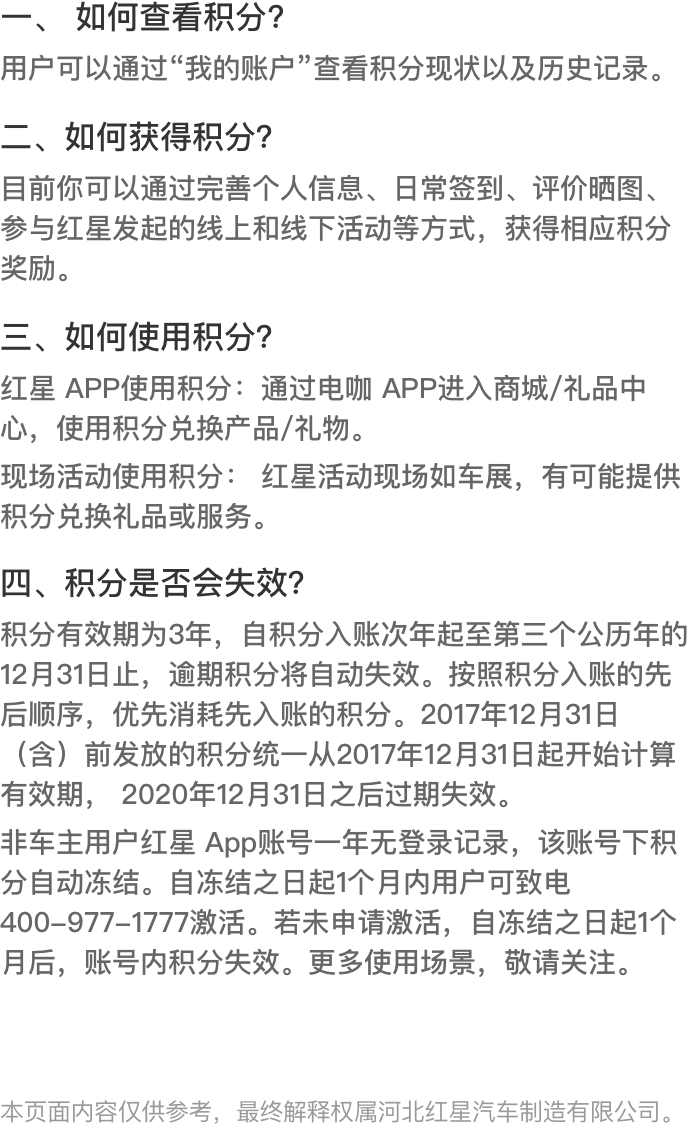 一、 如何查看积分?
用户可以通过“我的账户”查看积分现状以及历史记录。
二、如何获得积分?
目前你可以通过完善个人信息、日常签到、评价晒图、
参与红星发起的线上和线下活动等方式，获得相应积分
奖励。
三、如何使用积分?
红星 APP使用积分：通过电咖 APP进入商城/礼品中
心，使用积分兑换产品/礼物。
现场活动使用积分： 红星活动现场如车展，有可能提供
积分兑换礼品或服务。
四、积分是否会失效?
积分有效期为3年，自积分入账次年起至第三个公历年的
12月31日止，逾期积分将自动失效。按照积分入账的先
后顺序，优先消耗先入账的积分。2017年12月31日
（含）前发放的积分统一从2017年12月31日起开始计算
有效期， 2020年12月31日之后过期失效。
非车主用户红星 App账号一年无登录记录，该账号下积
分自动冻结。自冻结之日起1个月内用户可致电
400-977-1777激活。若未申请激活，自冻结之日起1个
月后，账号内积分失效。更多使用场景，敬请关注。
本页面内容仅供参考，最终解释权属河北红星汽车制造有限公司。